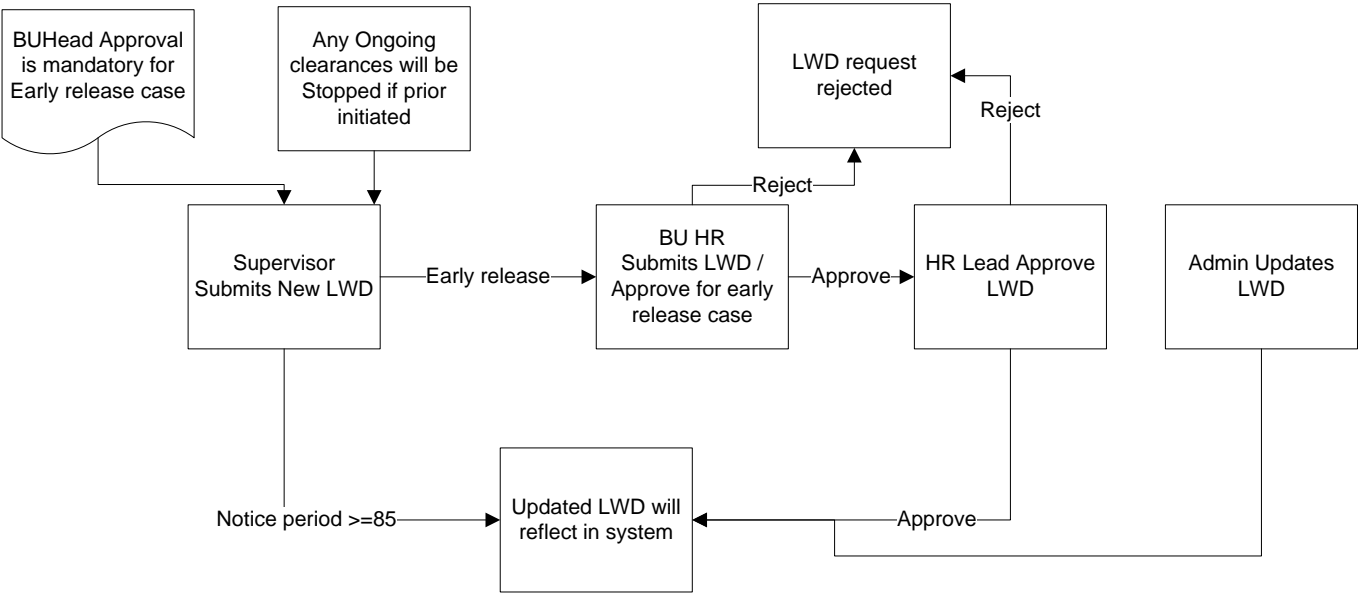 BUHead Approval
is mandatory for
Early release case
Any Ongoing
clearances will be
Stopped if prior
initiated
LWD request
rejected
Reject
Reject
Supervisor
Submits New LWD
Early release
BU HR
Submits LWD /
Approve for early
release case
Approve
HR Lead Approve
LWD
Admin Updates
LWD
Notice period >=85
Updated LWD will
reflect in system
Approve